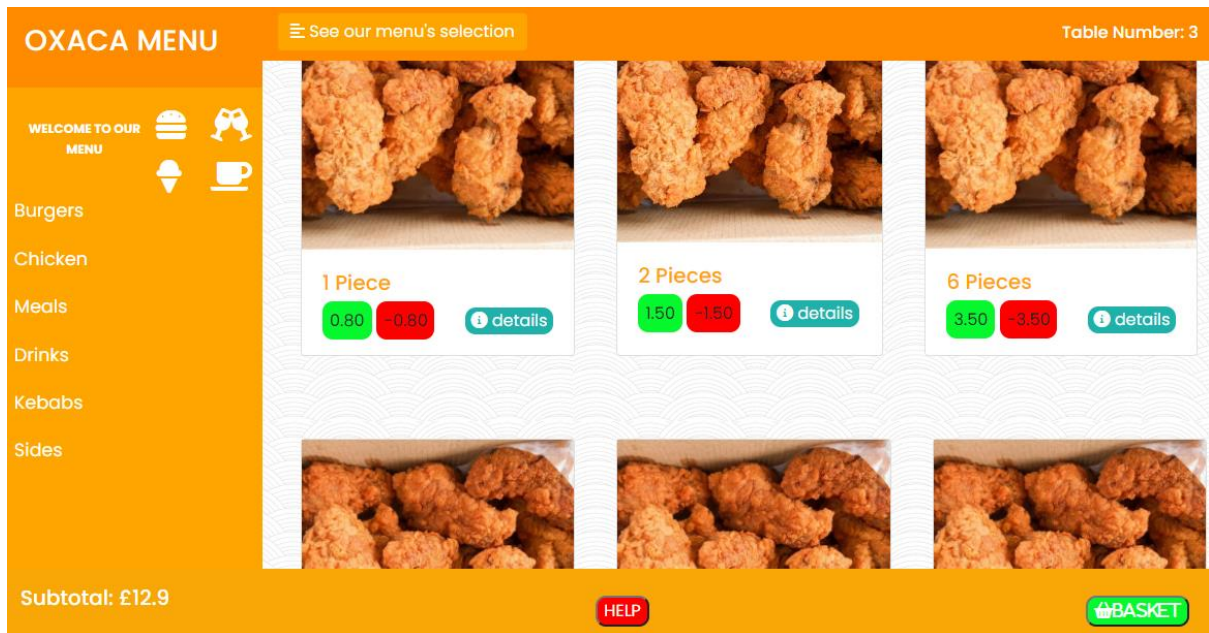 OXACA MENU
See our menu's selection
Table Number: 3
WELCOME TO OUR
MENU
Burgers
Chicken
Meals
Drinks
Kebabs
Sides
1 Piece
0.80 -0.80 details
2 Pieces
1.50 -1.50 details
6 Pieces
3.50 -3.50 details
Subtotal: £12.9
HELP
BASKET